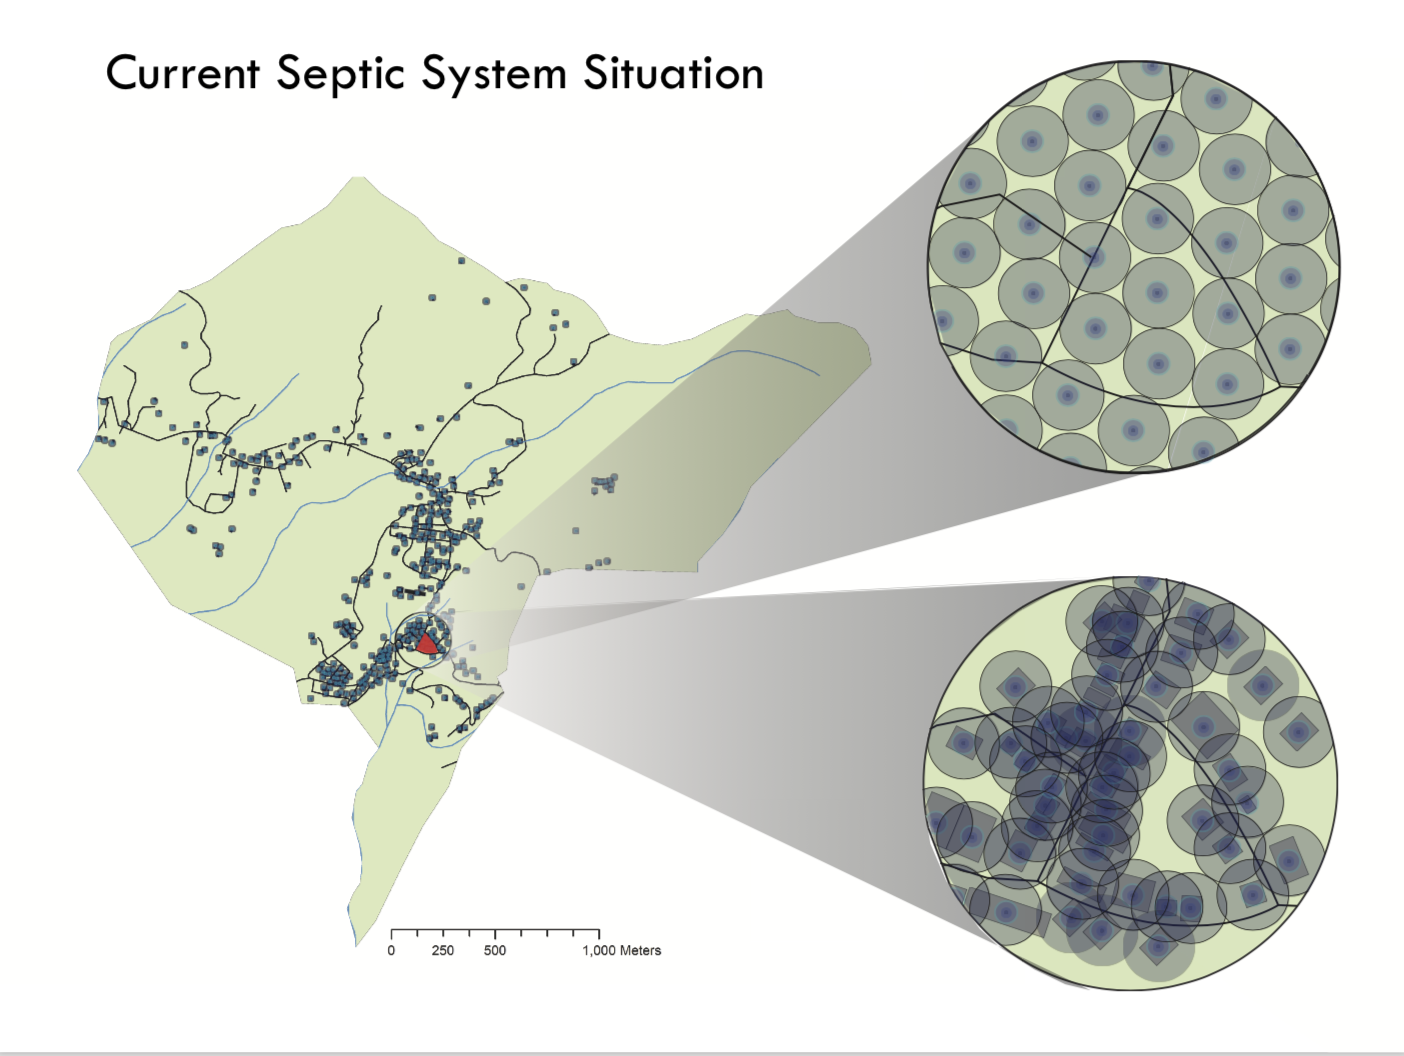 Current Septic System Situation
0 250 500 1,000 Meters